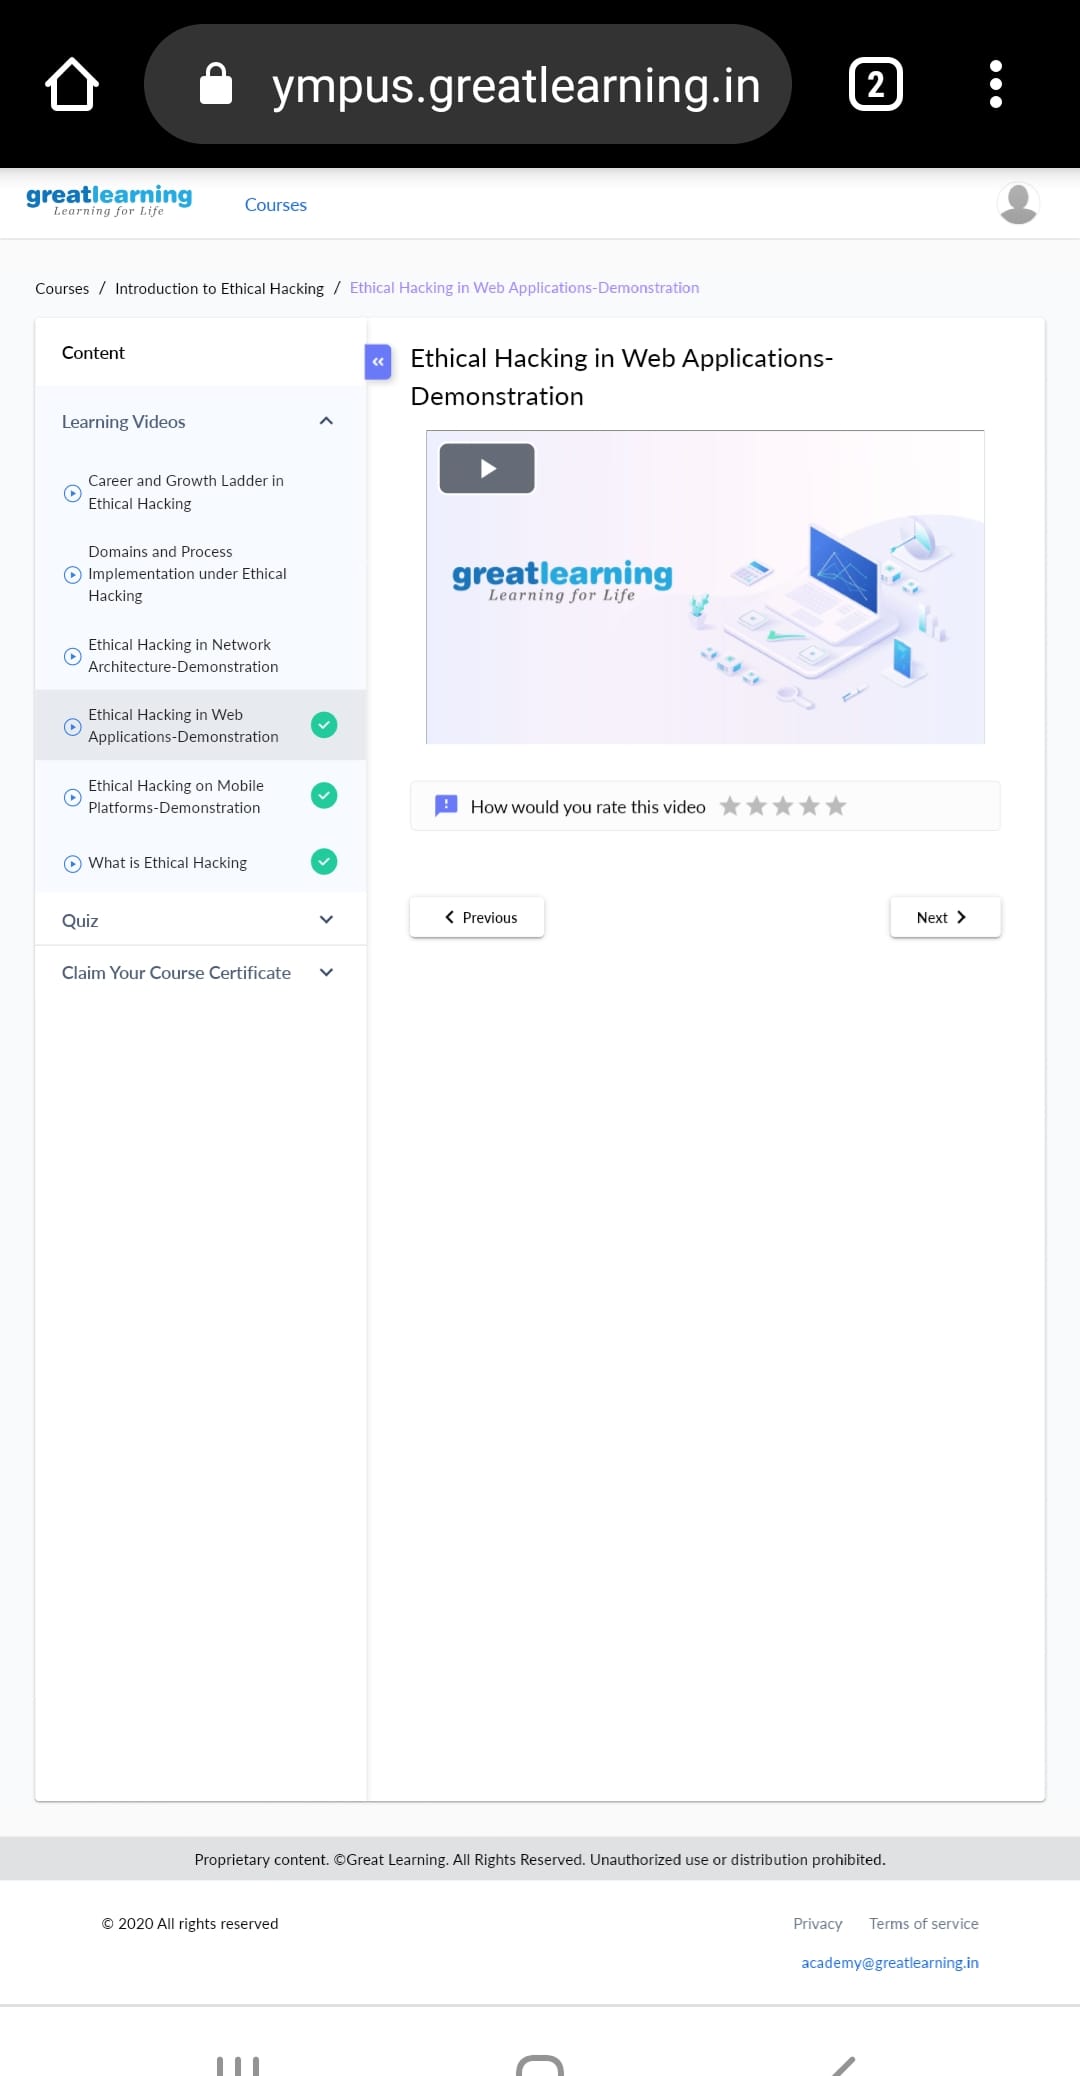 ympus.greatlearning.in
2
greatlearning
Learning for Life
Courses
Courses / Introduction to Ethical Hacking / Ethical Hacking in Web Applications-Demonstration
Content
Learning Videos
Career and Growth Ladder in
Ethical Hacking
Domains and Process
Implementation under Ethical
Hacking
Ethical Hacking in Network
Architecture-Demonstration
Ethical Hacking in Web
Applications-Demonstration
Ethical Hacking on Mobile
Platforms-Demonstration
What is Ethical Hacking
Quiz
Claim Your Course Certificate
Ethical Hacking in Web Applications-
Demonstration
greatlearning
Learning for Life
How would you rate this video
Previous
Next
Proprietary content. ©Great Learning. All Rights Reserved. Unauthorized use or distribution prohibited.
© 2020 All rights reserved
Privacy Terms of service
academy@greatlearning.in